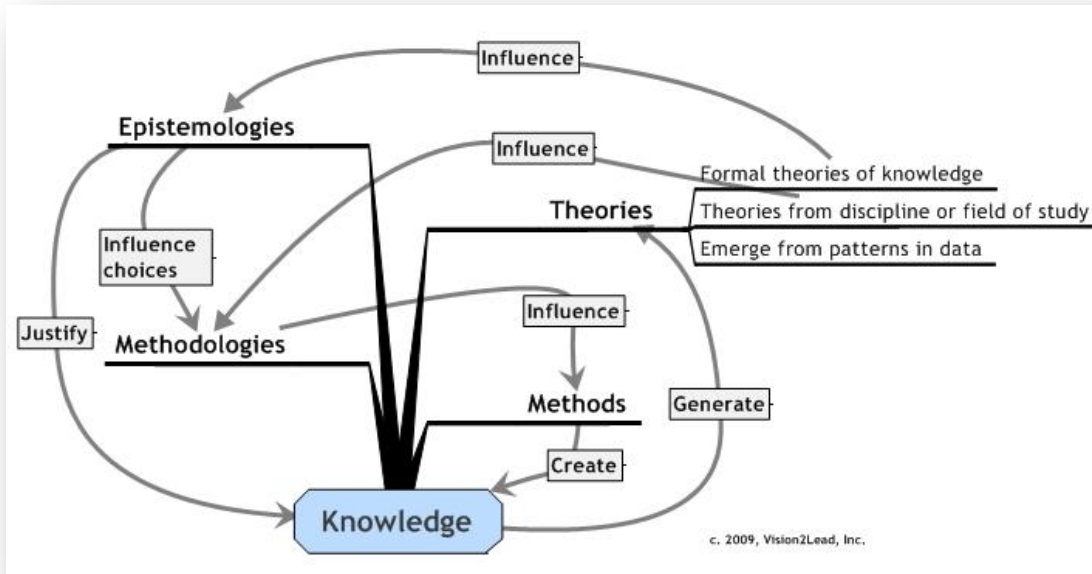 Influence
Epistemologies
Influence
Formal theories of knowledge
Theories
Theories from discipline or field of study
Emerge from patterns in data
Influence
choices
Influence
Justify
Methodologies
Methods
Generate
Create
Knowledge
c. 2009, Vision2Lead, Inc.